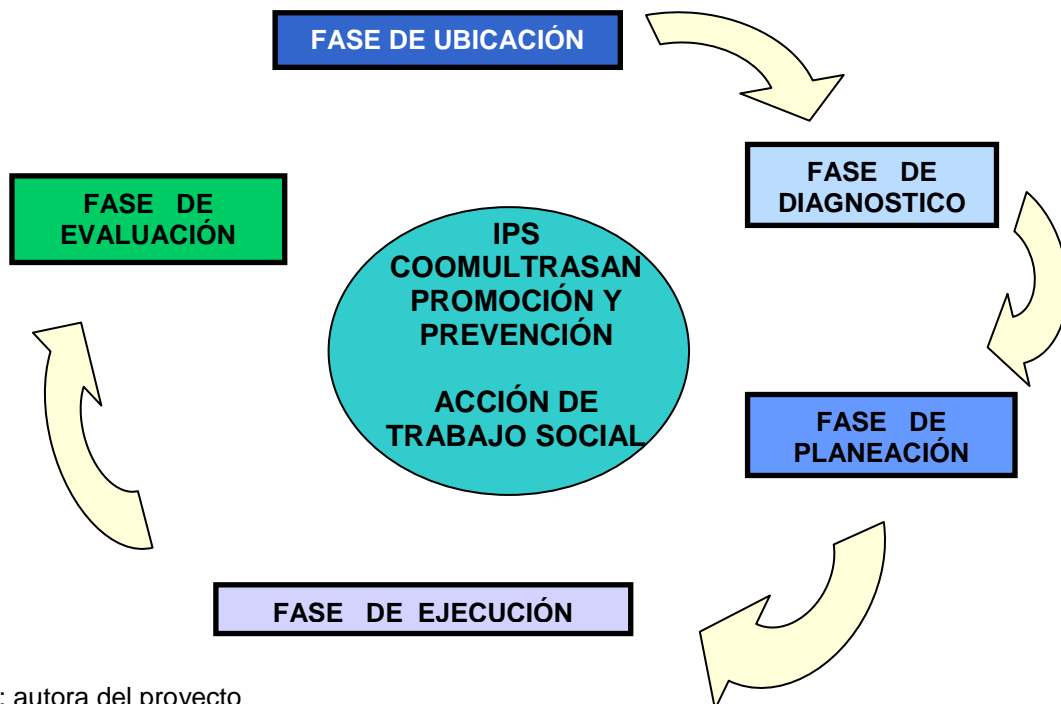 FASE DE UBICACIÓN
FASE DE
DIAGNOSTICO
FASE DE
EVALUACIÓN
IPS
COOMULTRASAN
PROMOCIÓN Y
PREVENCIÓN
ACCIÓN DE
TRABAJO SOCIAL
FASE DE
PLANEACIÓN
FASE DE EJECUCIÓN
: autora del proyecto